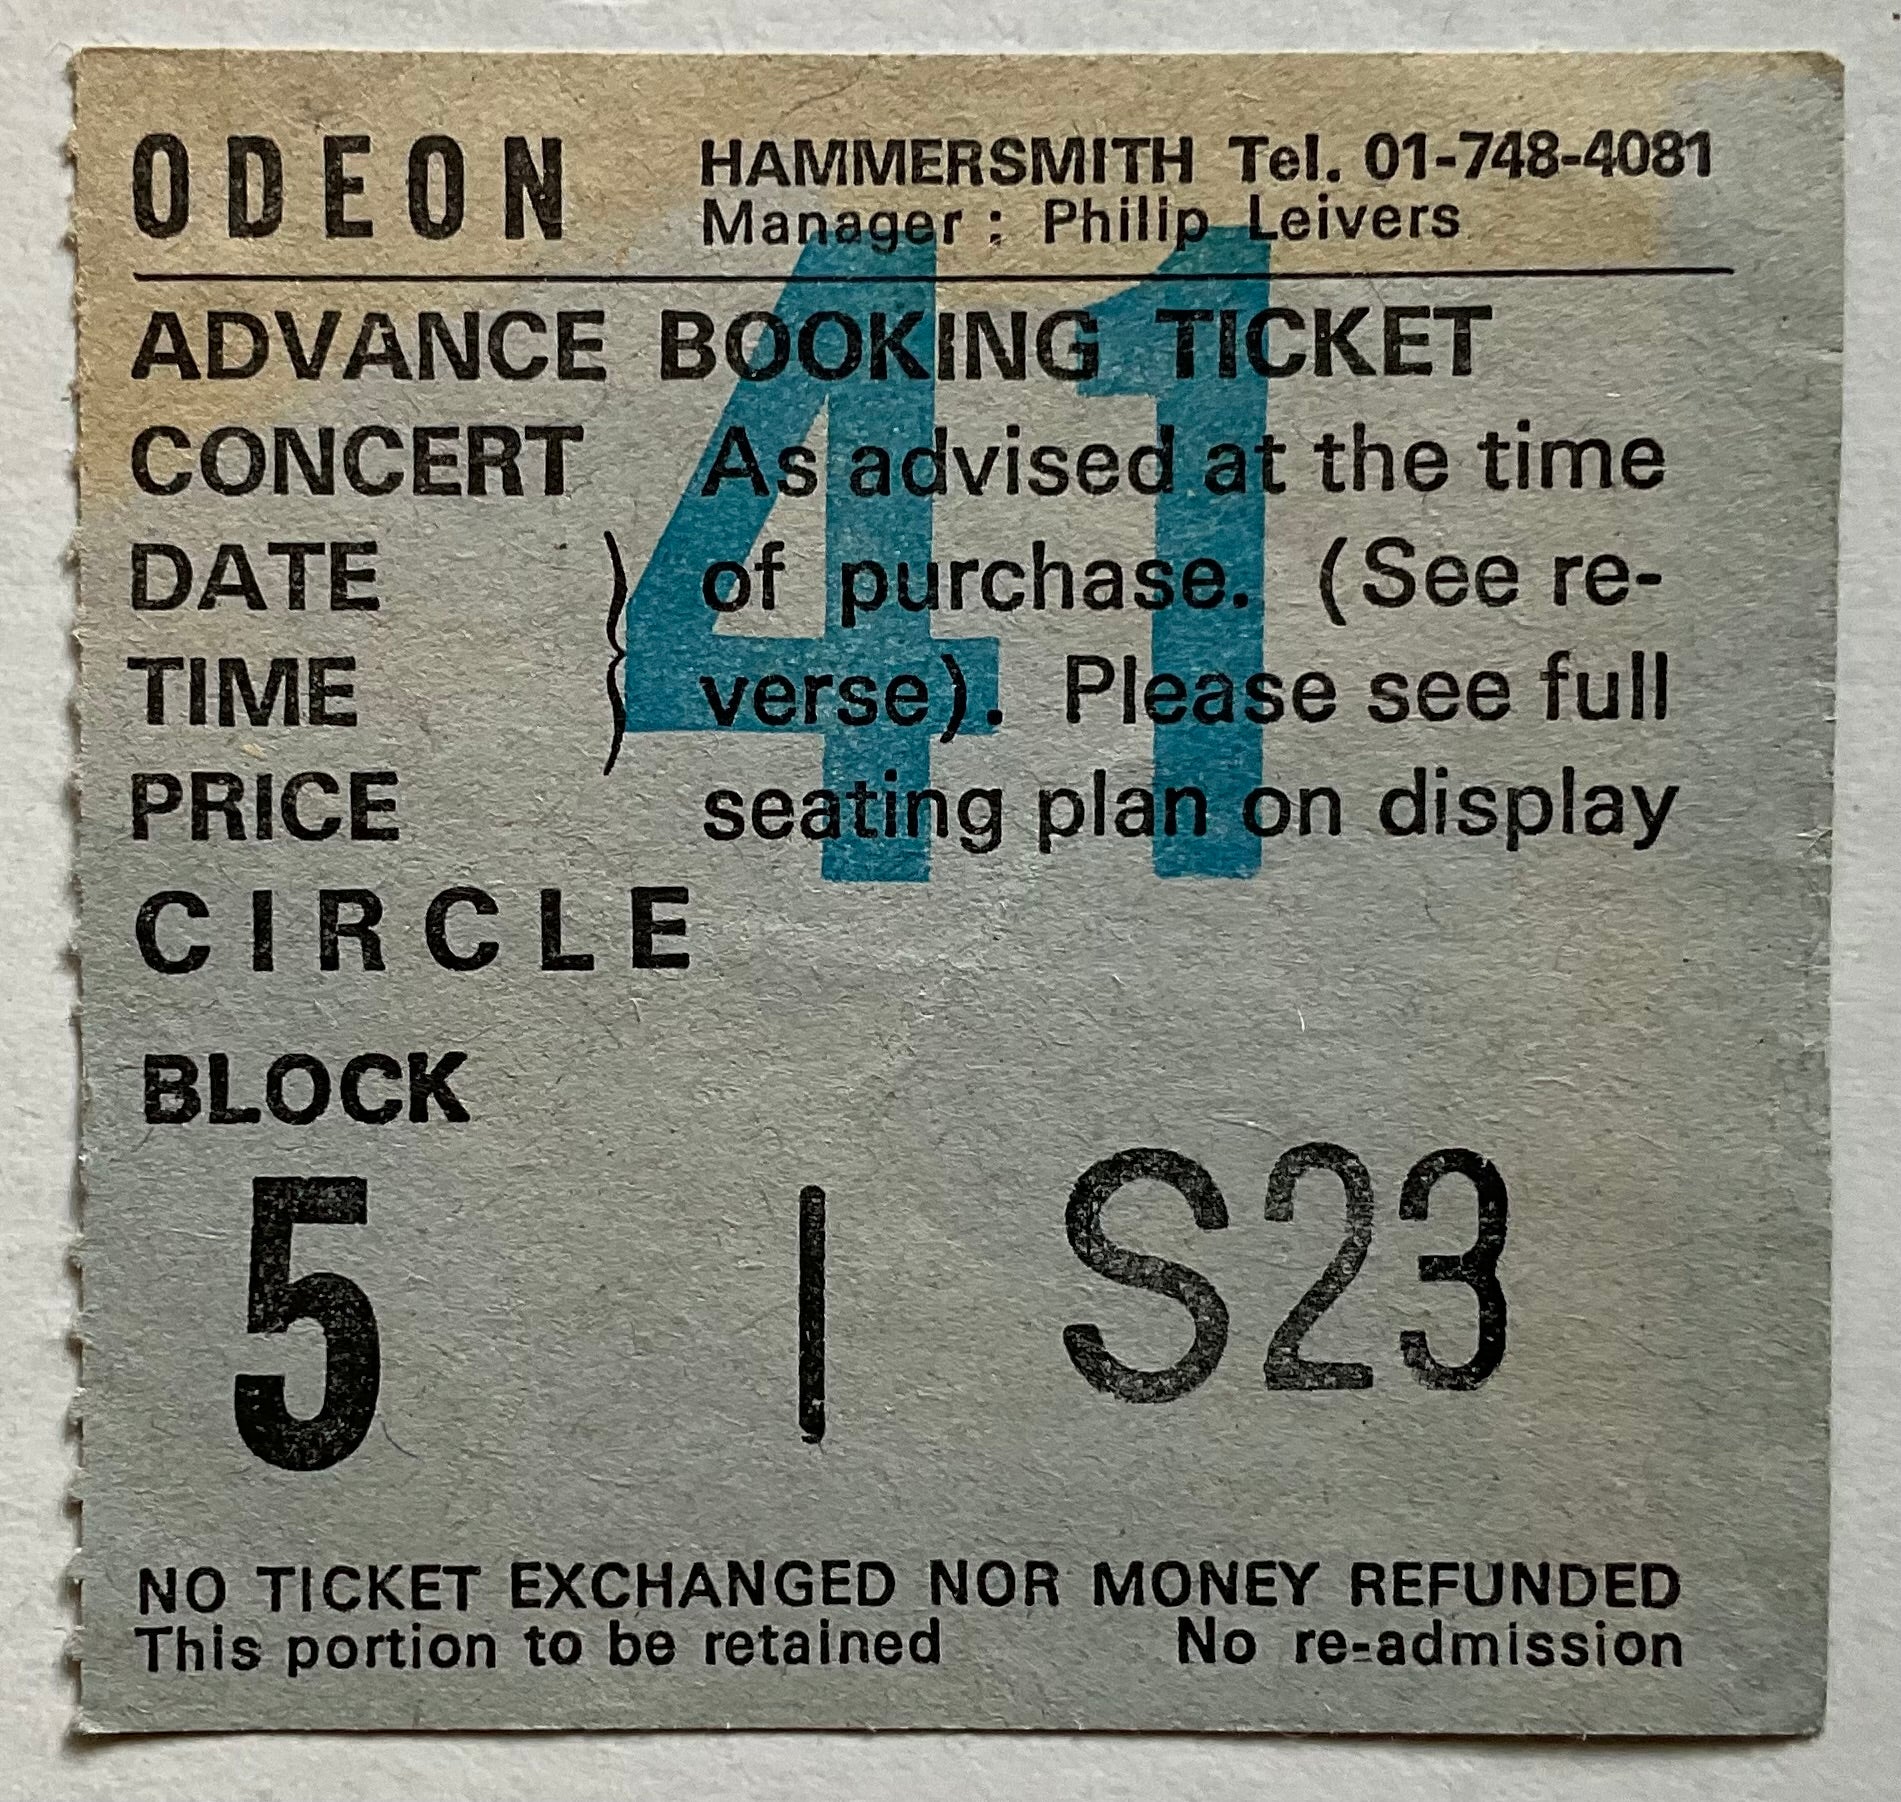 ODEON HAMMERSMITH Tel. 01-748-4081
Manager : Philip Leivers
41
ADVANCE BOOKING TICKET
CONCERT As advised at the time
DATE of purchase. (See re-
TIME verse). Please see full
PRICE seating plan on display
CIRCLE
BLOCK
5 | S23
NO TICKET EXCHANGED NOR MONEY REFUNDED
This portion to be retained No re-admission